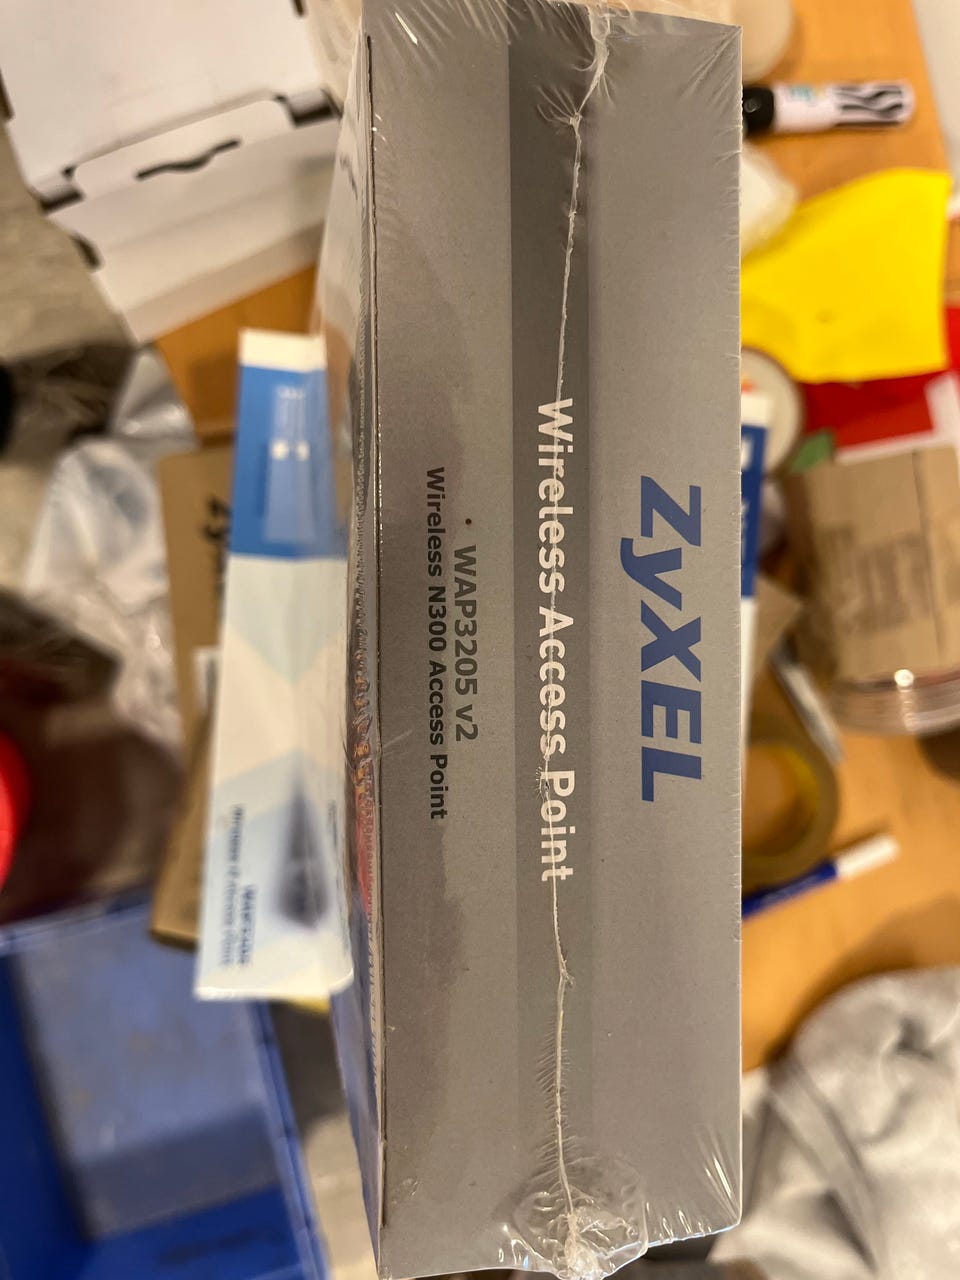 ZyXEL
Wireless Access Point
WAP3205 v2
Wireless N300 Access Point